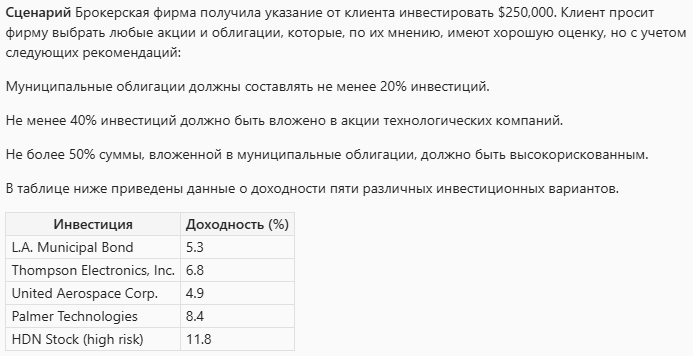 Сценарий Брокерская фирма получила указание от клиента инвестировать $250,000. Клиент просит
фирму выбрать любые акции и облигации, которые, по их мнению, имеют хорошую оценку, но с учетом
следующих рекомендаций:
Муниципальные облигации должны составлять не менее 20% инвестиций.
Не менее 40% инвестиций должно быть вложено в акции технологических компаний.
Не более 50% суммы, вложенной в муниципальные облигации, должно быть высокорискованным.
В таблице ниже приведены данные о доходности пяти различных инвестиционных вариантов.
Инвестиция Доходность (%)
L.A. Municipal Bond 5.3
Thompson Electronics, Inc. 6.8
United Aerospace Corp. 4.9
Palmer Technologies 8.4
HDN Stock (high risk) 11.8